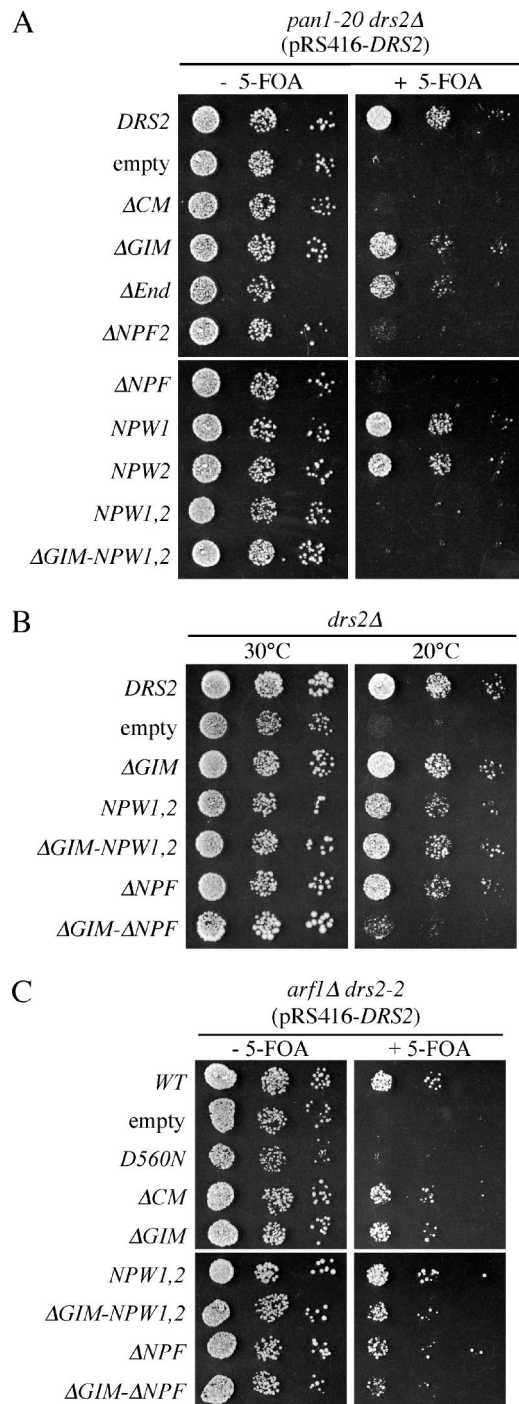 A
pan1-20 drs2Δ
(pRS416-DRS2)
- 5-FOA + 5-FOA
DRS2
empty
ΔCM
ΔGIM
ΔEnd
ΔNPF2
ΔNPF
NPW1
NPW2
NPW1,2
ΔGIM-NPW1,2
B
drs2Δ
30°C 20°C
DRS2
empty
ΔGIM
NPW1,2
ΔGIM-NPW1,2
ΔNPF
ΔGIM-ΔNPF
C
arf1Δ drs2-2
(pRS416-DRS2)
- 5-FOA + 5-FOA
WT
empty
D560N
ΔCM
ΔGIM
NPW1,2
ΔGIM-NPW1,2
ΔNPF
ΔGIM-ΔNPF